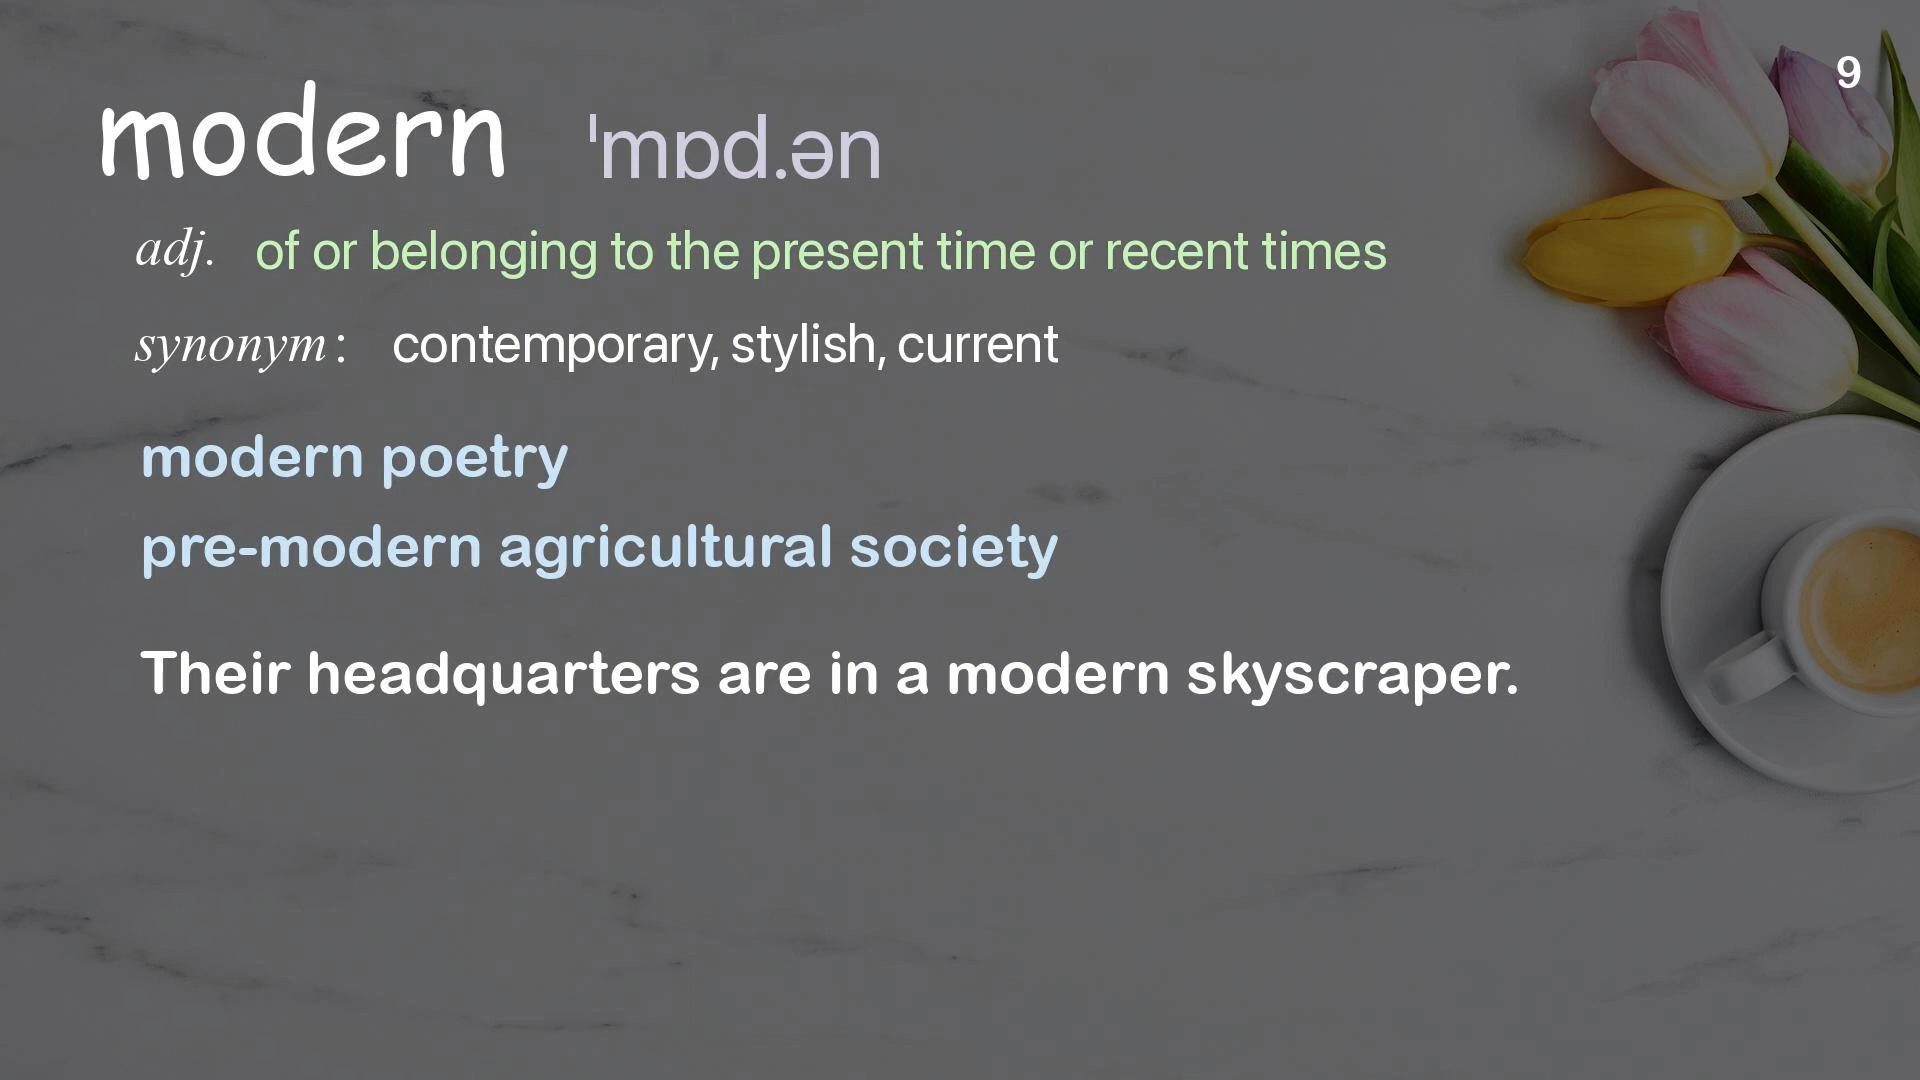 9
modern ˈmɒd.ən
adj. of or belonging to the present time or recent times
synonym: contemporary, stylish, current
modern poetry
pre-modern agricultural society
Their headquarters are in a modern skyscraper.